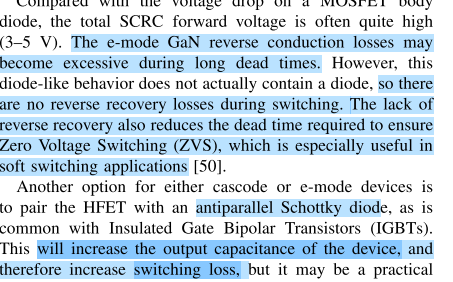 Compared with the voltage drop on a MOSFET body
diode, the total SCRC forward voltage is often quite high
(3–5 V). The e-mode GaN reverse conduction losses may
become excessive during long dead times. However, this
diode-like behavior does not actually contain a diode, so there
are no reverse recovery losses during switching. The lack of
reverse recovery also reduces the dead time required to ensure
Zero Voltage Switching (ZVS), which is especially useful in
soft switching applications [50].
Another option for either cascode or e-mode devices is
to pair the HFET with an antiparallel Schottky diode, as is
common with Insulated Gate Bipolar Transistors (IGBTs).
This will increase the output capacitance of the device, and
therefore increase switching loss, but it may be a practical